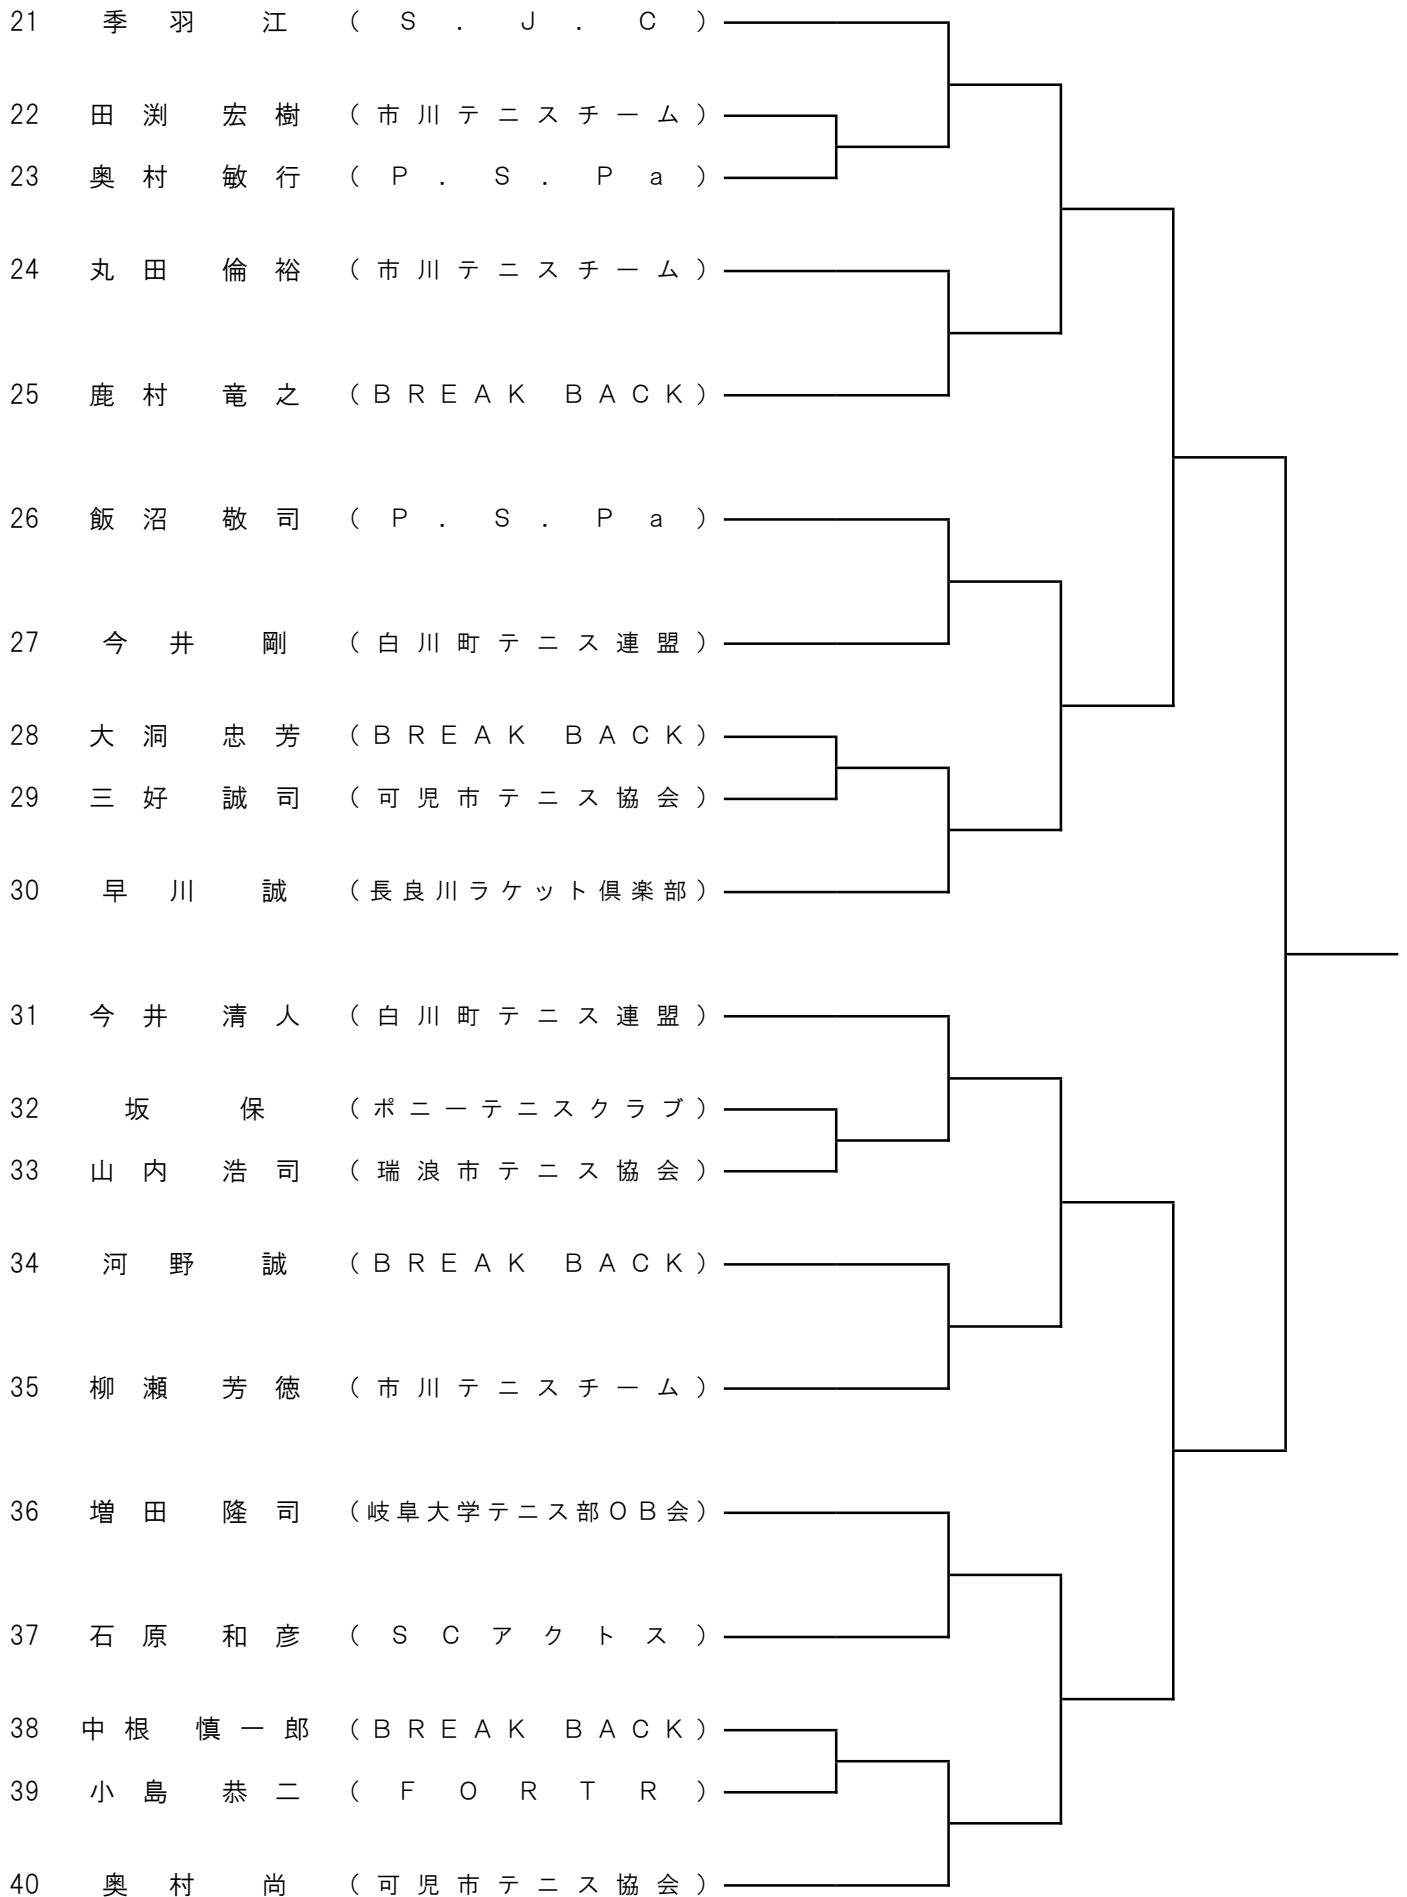 21 季 羽 江 (S.J.C)
22 田渕 宏樹 (市川テニスチーム)
23 奥村 敏行 (P.S.Pa)
24 丸田 倫裕 (市川テニスチーム)
25 鹿村 竜之 (BREAK BACK)
26 飯沼 敬司 (P.S.Pa)
27 今井 剛 (白川町テニス連盟)
28 大洞 忠芳 (BREAK BACK)
29 三好 誠司 (可児市テニス協会)
30 早川 誠 (長良川ラケット倶楽部)
31 今井 清人 (白川町テニス連盟)
32 坂 保 (ポニーテニスクラブ)
33 山内 浩司 (瑞浪市テニス協会)
34 河野 誠 (BREAK BACK)
35 柳瀬 芳徳 (市川テニスチーム)
36 増田 隆司 (岐阜大学テニス部OB会)
37 石原 和彦 (SCアクトス)
38 中根 慎一郎 (BREAK BACK)
39 小島 恭二 (FORTR)
40 奥村 尚 (可児市テニス協会)